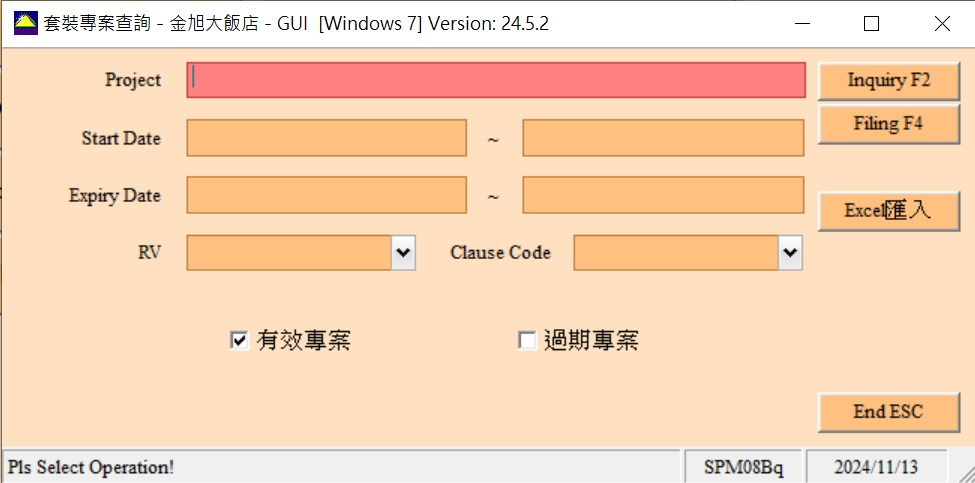 套裝專案查詢 - 金旭大飯店 - GUI  [Windows 7] Version: 24.5.2
Project
Inquiry F2
Start Date ~
Filing F4
Expiry Date ~
Excel匯入
RV Clause Code
有效專案 過期專案
End ESC
Pls Select Operation! SPM08Bq 2024/11/13